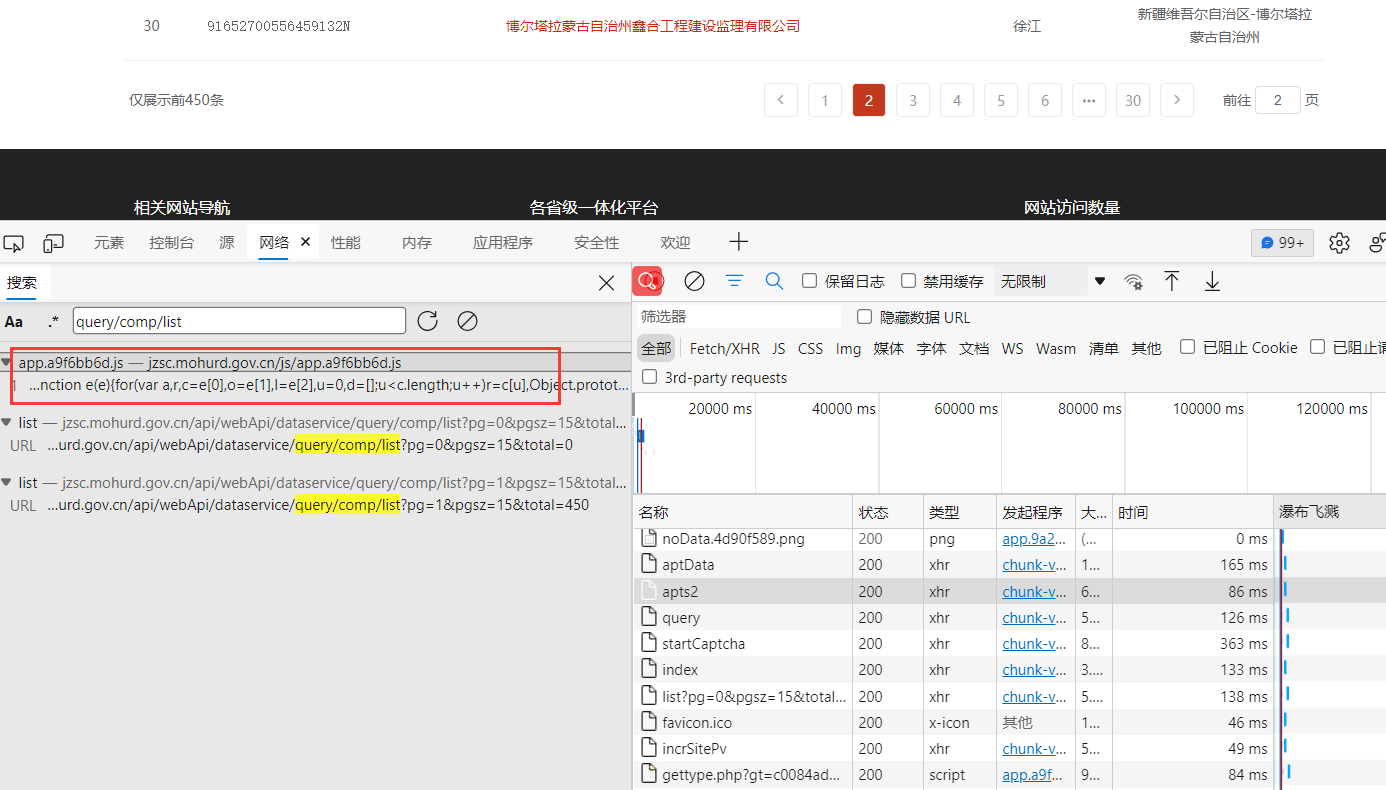 30 91652700556459132N 博尔塔拉蒙古自治州鑫合工程建设监理有限公司 徐江 新疆维吾尔自治区-博尔塔拉
蒙古自治州
仅展示前450条 1 2 3 4 5 6 ••• 30 前往 2 页
相关网站导航 各省级一体化平台 网站访问数量
元素 控制台 源 网络 性能 内存 应用程序 安全性 欢迎 99+
搜索
Aa .* query/comp/list
app.a9f6bb6d.js — jzsc.mohurd.gov.cn/js/app.a9f6bb6d.js
1 ...nction e(e){for(var a,r,c=e[0],o=e[1],l=e[2],u=0,d=[];u<c.length;u++)r=c[u],Object.protot...
list — jzsc.mohurd.gov.cn/api/webApi/dataservice/query/comp/list?pg=0&pgsz=15&total...
URL ...urd.gov.cn/api/webApi/dataservice/query/comp/list?pg=0&pgsz=15&total=0
list — jzsc.mohurd.gov.cn/api/webApi/dataservice/query/comp/list?pg=1&pgsz=15&total...
URL ...urd.gov.cn/api/webApi/dataservice/query/comp/list?pg=1&pgsz=15&total=450
保留日志 禁用缓存 无限制
筛选器 隐藏数据 URL
全部 Fetch/XHR JS CSS Img 媒体 字体 文档 WS Wasm 清单 其他 已阻止 Cookie 已阻止
3rd-party requests
20000 ms 40000 ms 60000 ms 80000 ms 100000 ms 120000 ms
名称 状态 类型 发起程序 大... 时间 瀑布飞溅
noData.4d90f589.png 200 png app.9a2... (... 0 ms
aptData 200 xhr chunk-v... 1... 165 ms
apts2 200 xhr chunk-v... 6... 86 ms
query 200 xhr chunk-v... 5... 126 ms
startCaptcha 200 xhr chunk-v... 8... 363 ms
index 200 xhr chunk-v... 3.... 133 ms
list?pg=0&pgsz=15&total... 200 xhr chunk-v... 5.... 138 ms
favicon.ico 200 x-icon 其他 1... 46 ms
incrSitePv 200 xhr chunk-v... 5... 49 ms
gettype.php?gt=c0084ad... 200 script app.a9f... 9... 84 ms